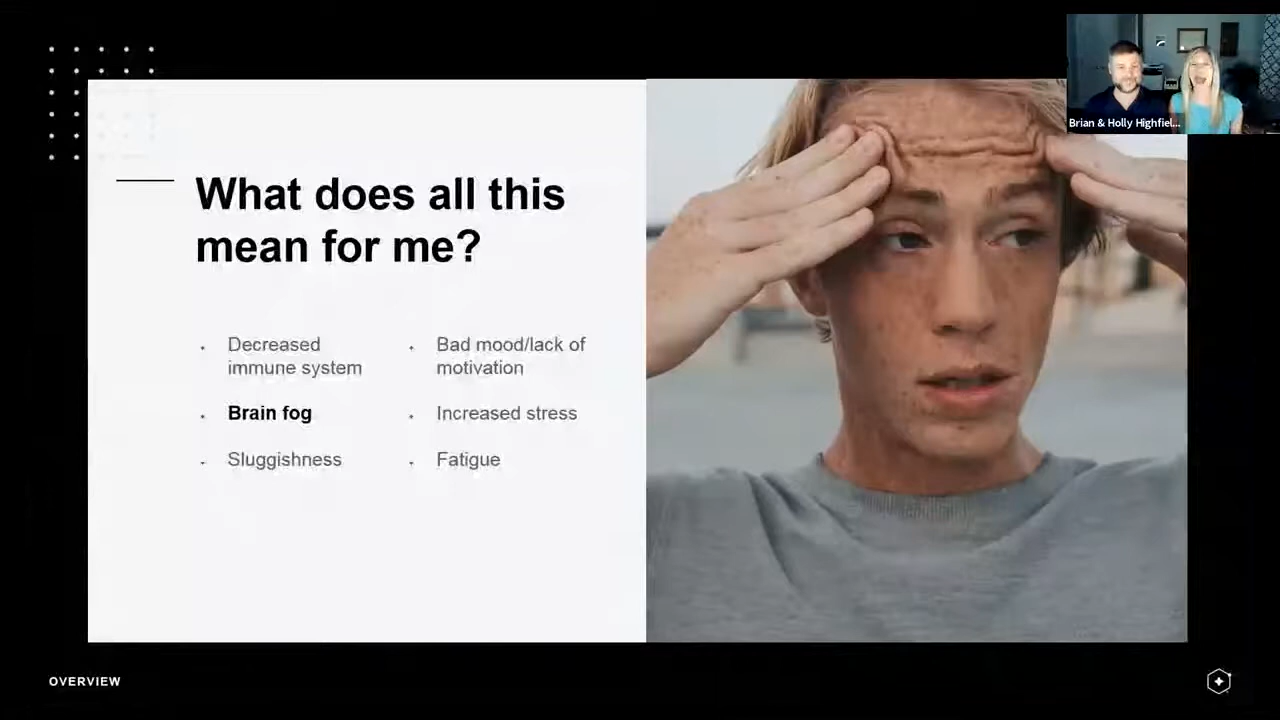 Brian & Holly Highfiel...
What does all this
mean for me?
Decreased
immune system
Brain fog
Sluggishness
Bad mood/lack of
motivation
Increased stress
Fatigue
OVERVIEW